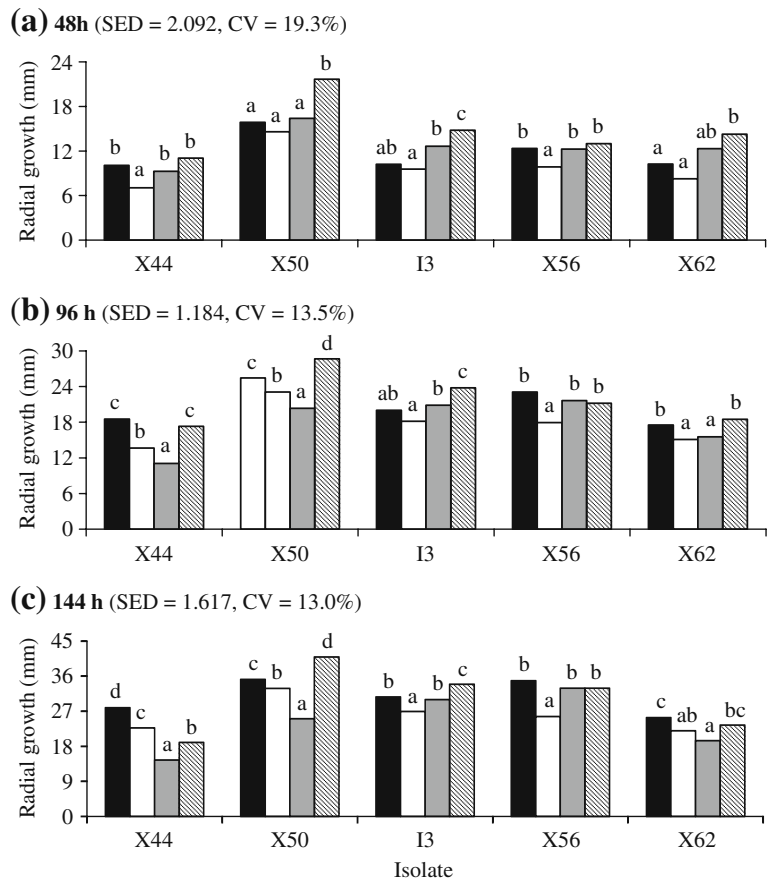 (a) 48h (SED = 2.092, CV = 19.3%)
Radial growth (mm)
24
18
12
6
0
b a b b
a a a b
ab a b c
b a b b
a a ab b
X44 X50 I3 X56 X62
(b) 96 h (SED = 1.184, CV = 13.5%)
Radial growth (mm)
30
24
18
12
6
0
c b a c
c b a d
ab a b c
b a b b
b a a b
X44 X50 I3 X56 X62
(c) 144 h (SED = 1.617, CV = 13.0%)
Radial growth (mm)
45
36
27
18
9
0
d c a b
c b a d
b a b c
b a b b
c ab a bc
X44 X50 I3 X56 X62
Isolate